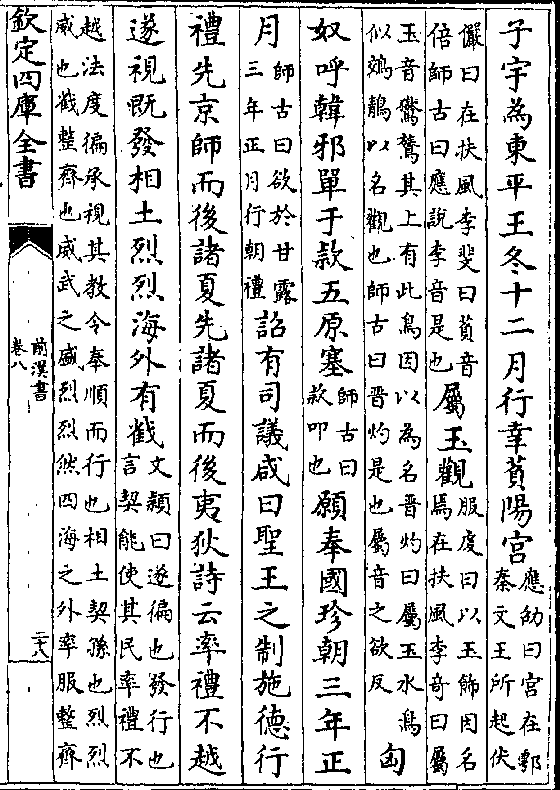 子宇為東平王冬十二月行幸萯陽宮應劭曰宮在鄠秦文王所起伏
儼曰在扶風李斐曰萯音倍師古曰應說李音是也屬玉觀服虔曰以玉飾因名焉在扶風李奇曰屬
玉音鸑鷟其上有此鳥因以為名晉灼曰屬玉水鳥似鵁鶄以名觀也師古曰晉灼是也屬音之欲反匈
奴呼韓邪單于款五原塞師古曰款叩也願奉國珍朝三年正
月師古曰欲於甘露三年正月行朝禮詔有司議咸曰聖王之制施德行
禮先京師而後諸夏先諸夏而後夷狄詩云率禮不越
遂視既發相土烈烈海外有截文穎曰遂徧也發行也言契能使其民率禮不
越法度徧承視其教令奉順而行也相土契孫也烈烈威也截整齊也威武之盛烈烈然四海之外率服整齊
欽定四庫全書
前漢書
卷八